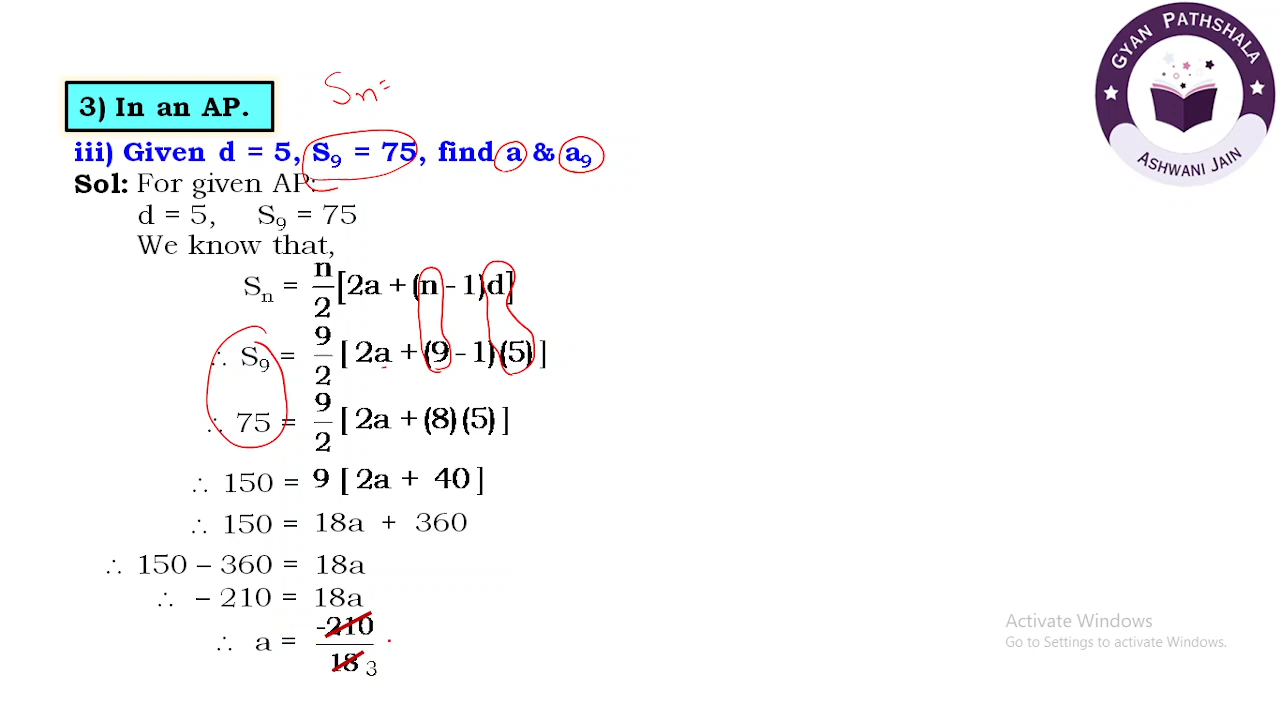 GYAN PATHSHALA
ASHWANI JAIN
Sn=
3) In an AP.
iii) Given d = 5, S₉ = 75, find a & a₉
Sol: For given AP:
d = 5, S₉ = 75
We know that,
Sₙ = n/2 [2a + (n - 1)d]
∴ S₉ = 9/2 [ 2a + (9 - 1)(5) ]
∴ 75 = 9/2 [ 2a + (8)(5) ]
∴ 150 = 9 [ 2a + 40 ]
∴ 150 = 18a + 360
∴ 150 – 360 = 18a
∴ – 210 = 18a
∴ a = -210/18 3
Activate Windows
Go to Settings to activate Windows.